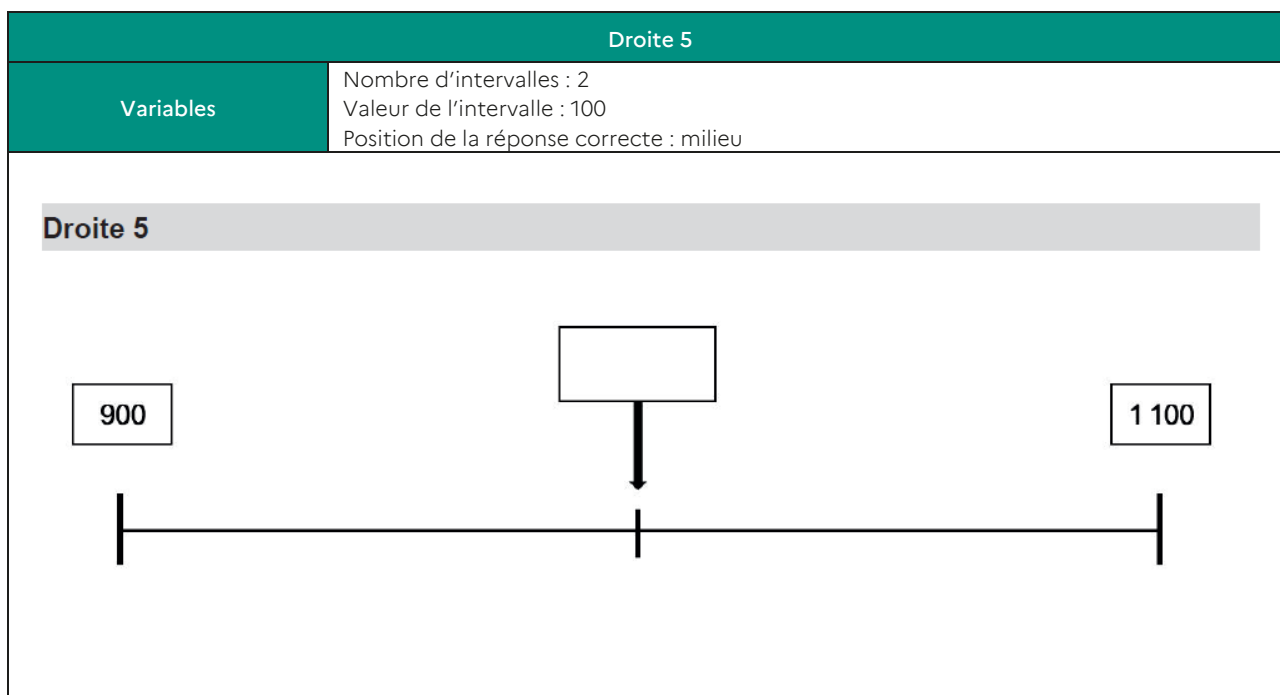 Droite 5
Variables
Nombre d'intervalles : 2
Valeur de l'intervalle : 100
Position de la réponse correcte : milieu
Droite 5
900
1 100